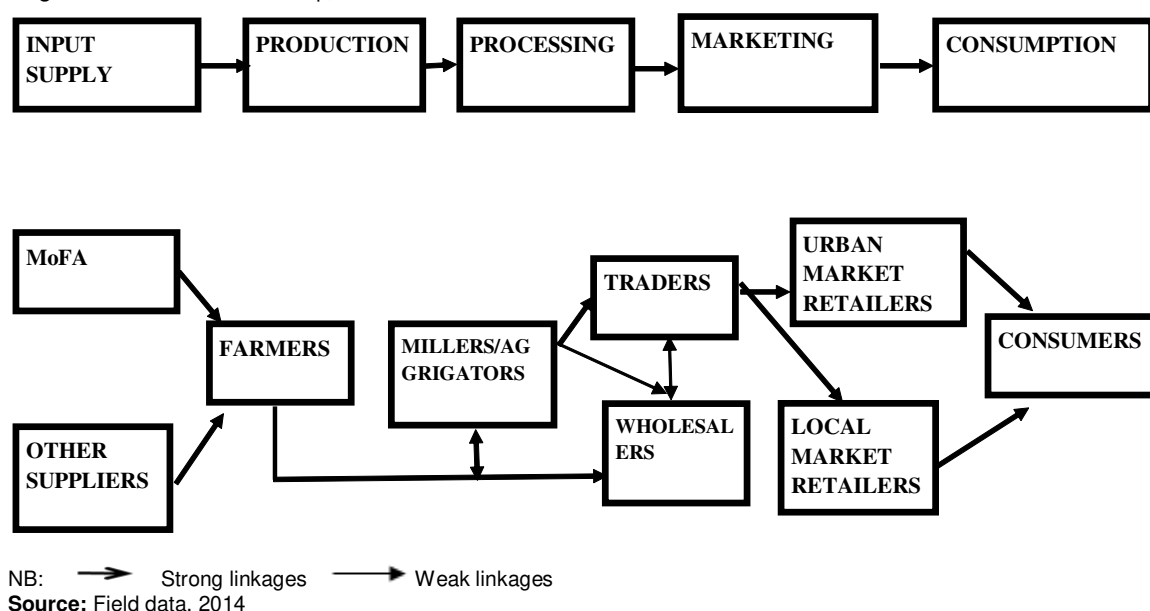 INPUT
SUPPLY
PRODUCTION
PROCESSING
MARKETING
CONSUMPTION
MoFA
OTHER
SUPPLIERS
FARMERS
MILLERS/AG
GRIGATORS
TRADERS
WHOLESAL
ERS
URBAN
MARKET
RETAILERS
LOCAL
MARKET
RETAILERS
CONSUMERS
NB: Strong linkages Weak linkages
Source: Field data, 2014